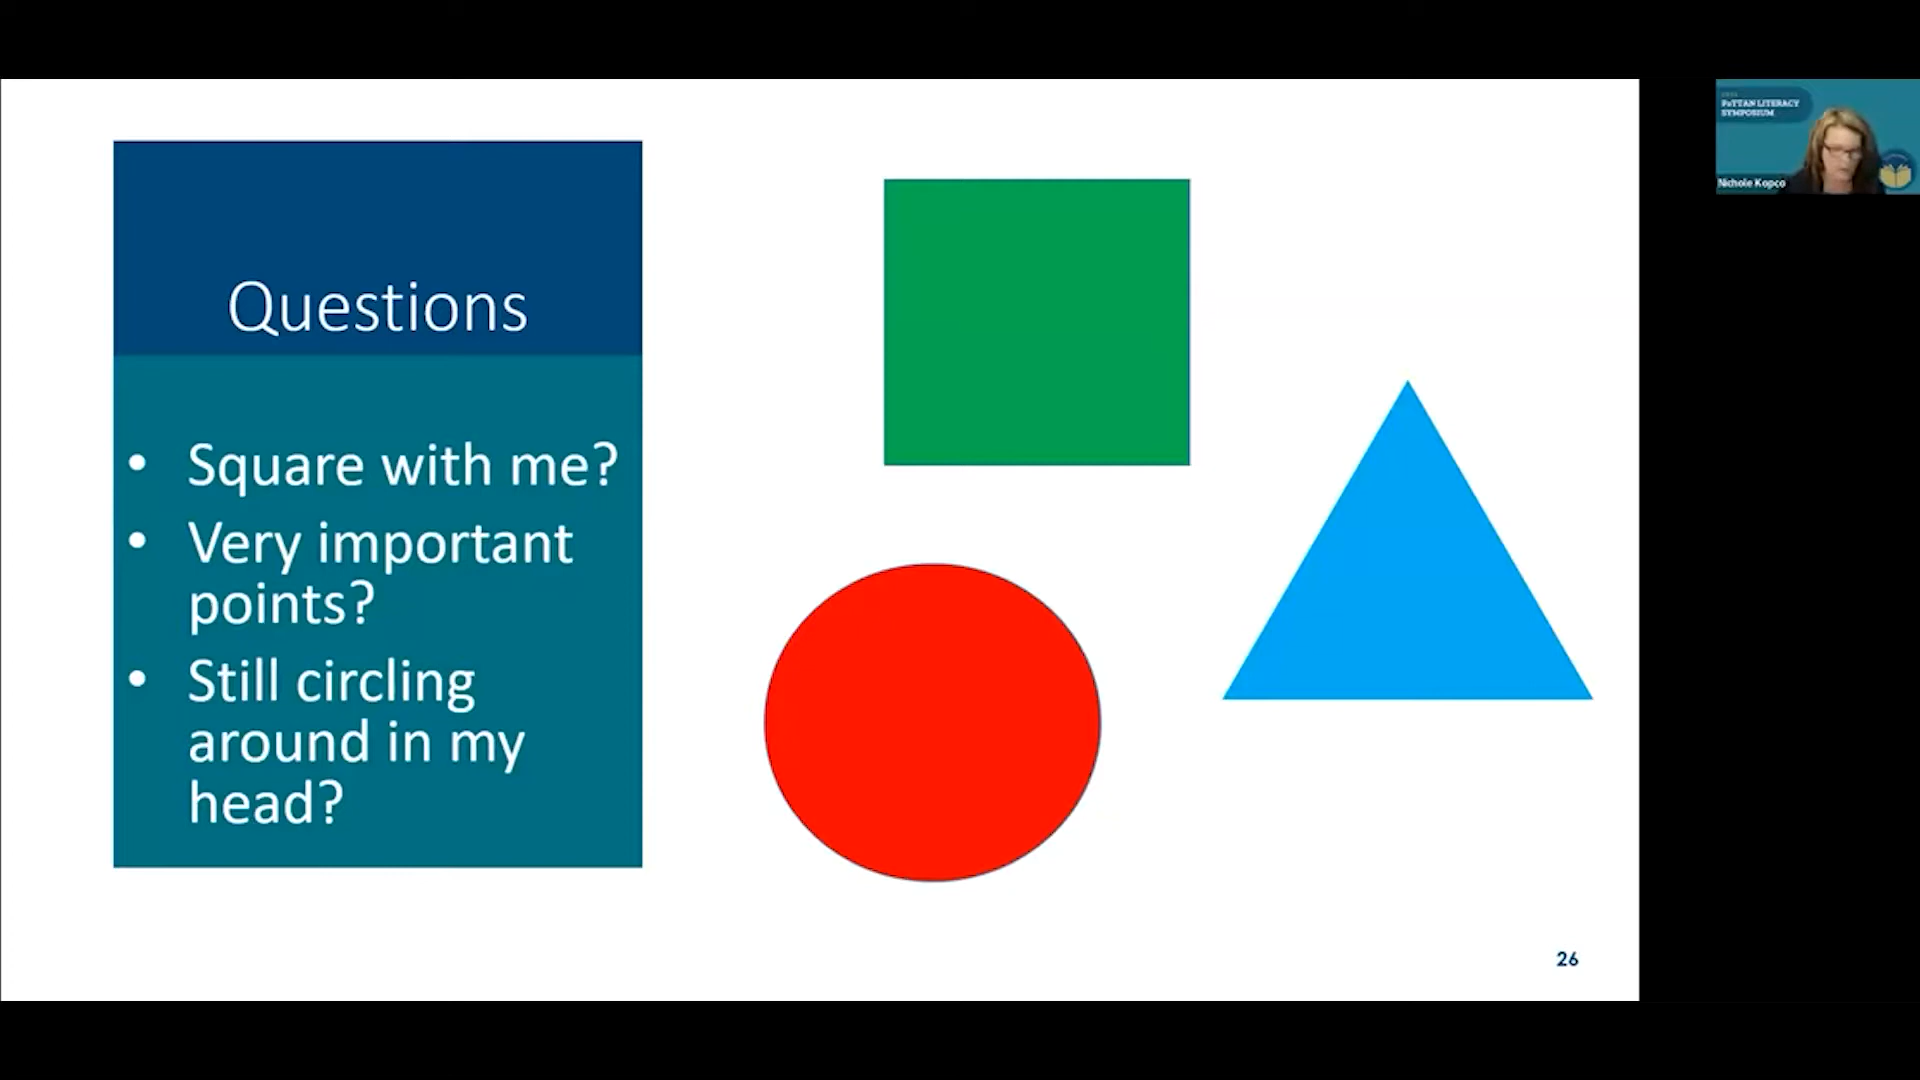 Questions
• Square with me?
• Very important
points?
• Still circling
around in my
head?
26
PaTTAN LITERACY
SYMPOSIUM
Nichole Kopco